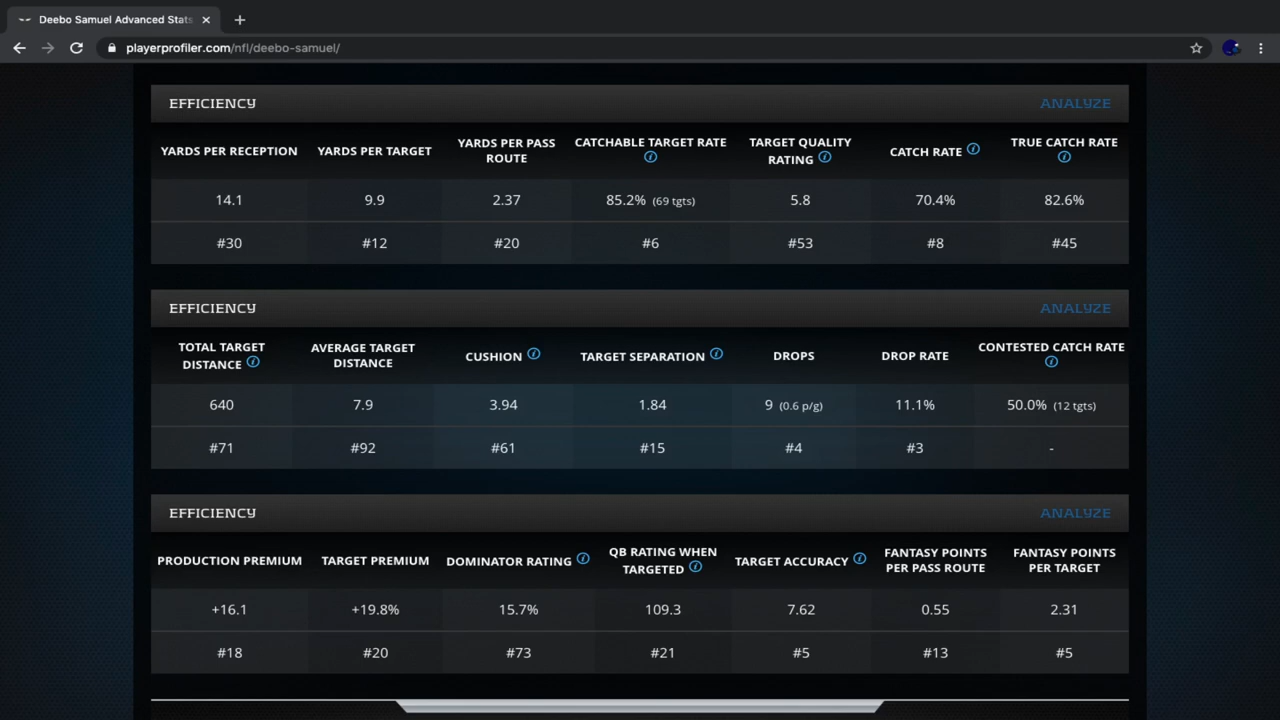 Deebo Samuel Advanced Stats
playerprofiler.com/nfl/deebo-samuel/
EFFICIENCY ANALYZE
YARDS PER RECEPTION YARDS PER TARGET YARDS PER PASS ROUTE CATCHABLE TARGET RATE TARGET QUALITY RATING CATCH RATE TRUE CATCH RATE
14.1 9.9 2.37 85.2% (69 tgts) 5.8 70.4% 82.6%
#30 #12 #20 #6 #53 #8 #45
EFFICIENCY ANALYZE
TOTAL TARGET DISTANCE AVERAGE TARGET DISTANCE CUSHION TARGET SEPARATION DROPS DROP RATE CONTESTED CATCH RATE
640 7.9 3.94 1.84 9 (0.6 p/g) 11.1% 50.0% (12 tgts)
#71 #92 #61 #15 #4 #3 -
EFFICIENCY ANALYZE
PRODUCTION PREMIUM TARGET PREMIUM DOMINATOR RATING QB RATING WHEN TARGETED TARGET ACCURACY FANTASY POINTS PER PASS ROUTE FANTASY POINTS PER TARGET
+16.1 +19.8% 15.7% 109.3 7.62 0.55 2.31
#18 #20 #73 #21 #5 #13 #5